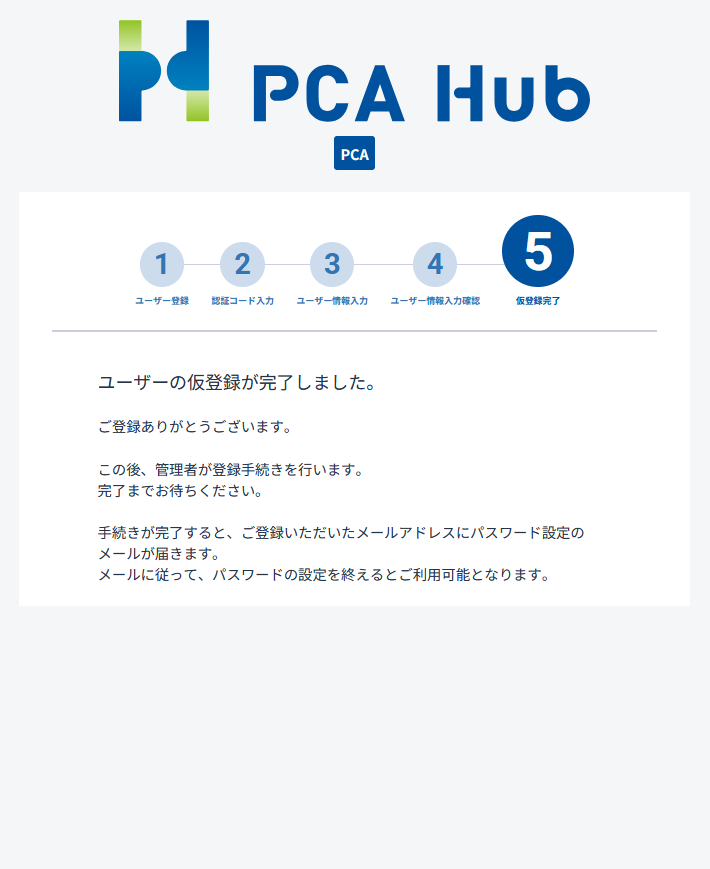 PCA Hub
PCA
1 2 3 4 5
ユーザー登録 認証コード入力 ユーザー情報入力 ユーザー情報入力確認 仮登録完了
ユーザーの仮登録が完了しました。
ご登録ありがとうございます。
この後、管理者が登録手続きを行います。
完了までお待ちください。
手続きが完了すると、ご登録いただいたメールアドレスにパスワード設定の
メールが届きます。
メールに従って、パスワードの設定を終えるとご利用可能となります。